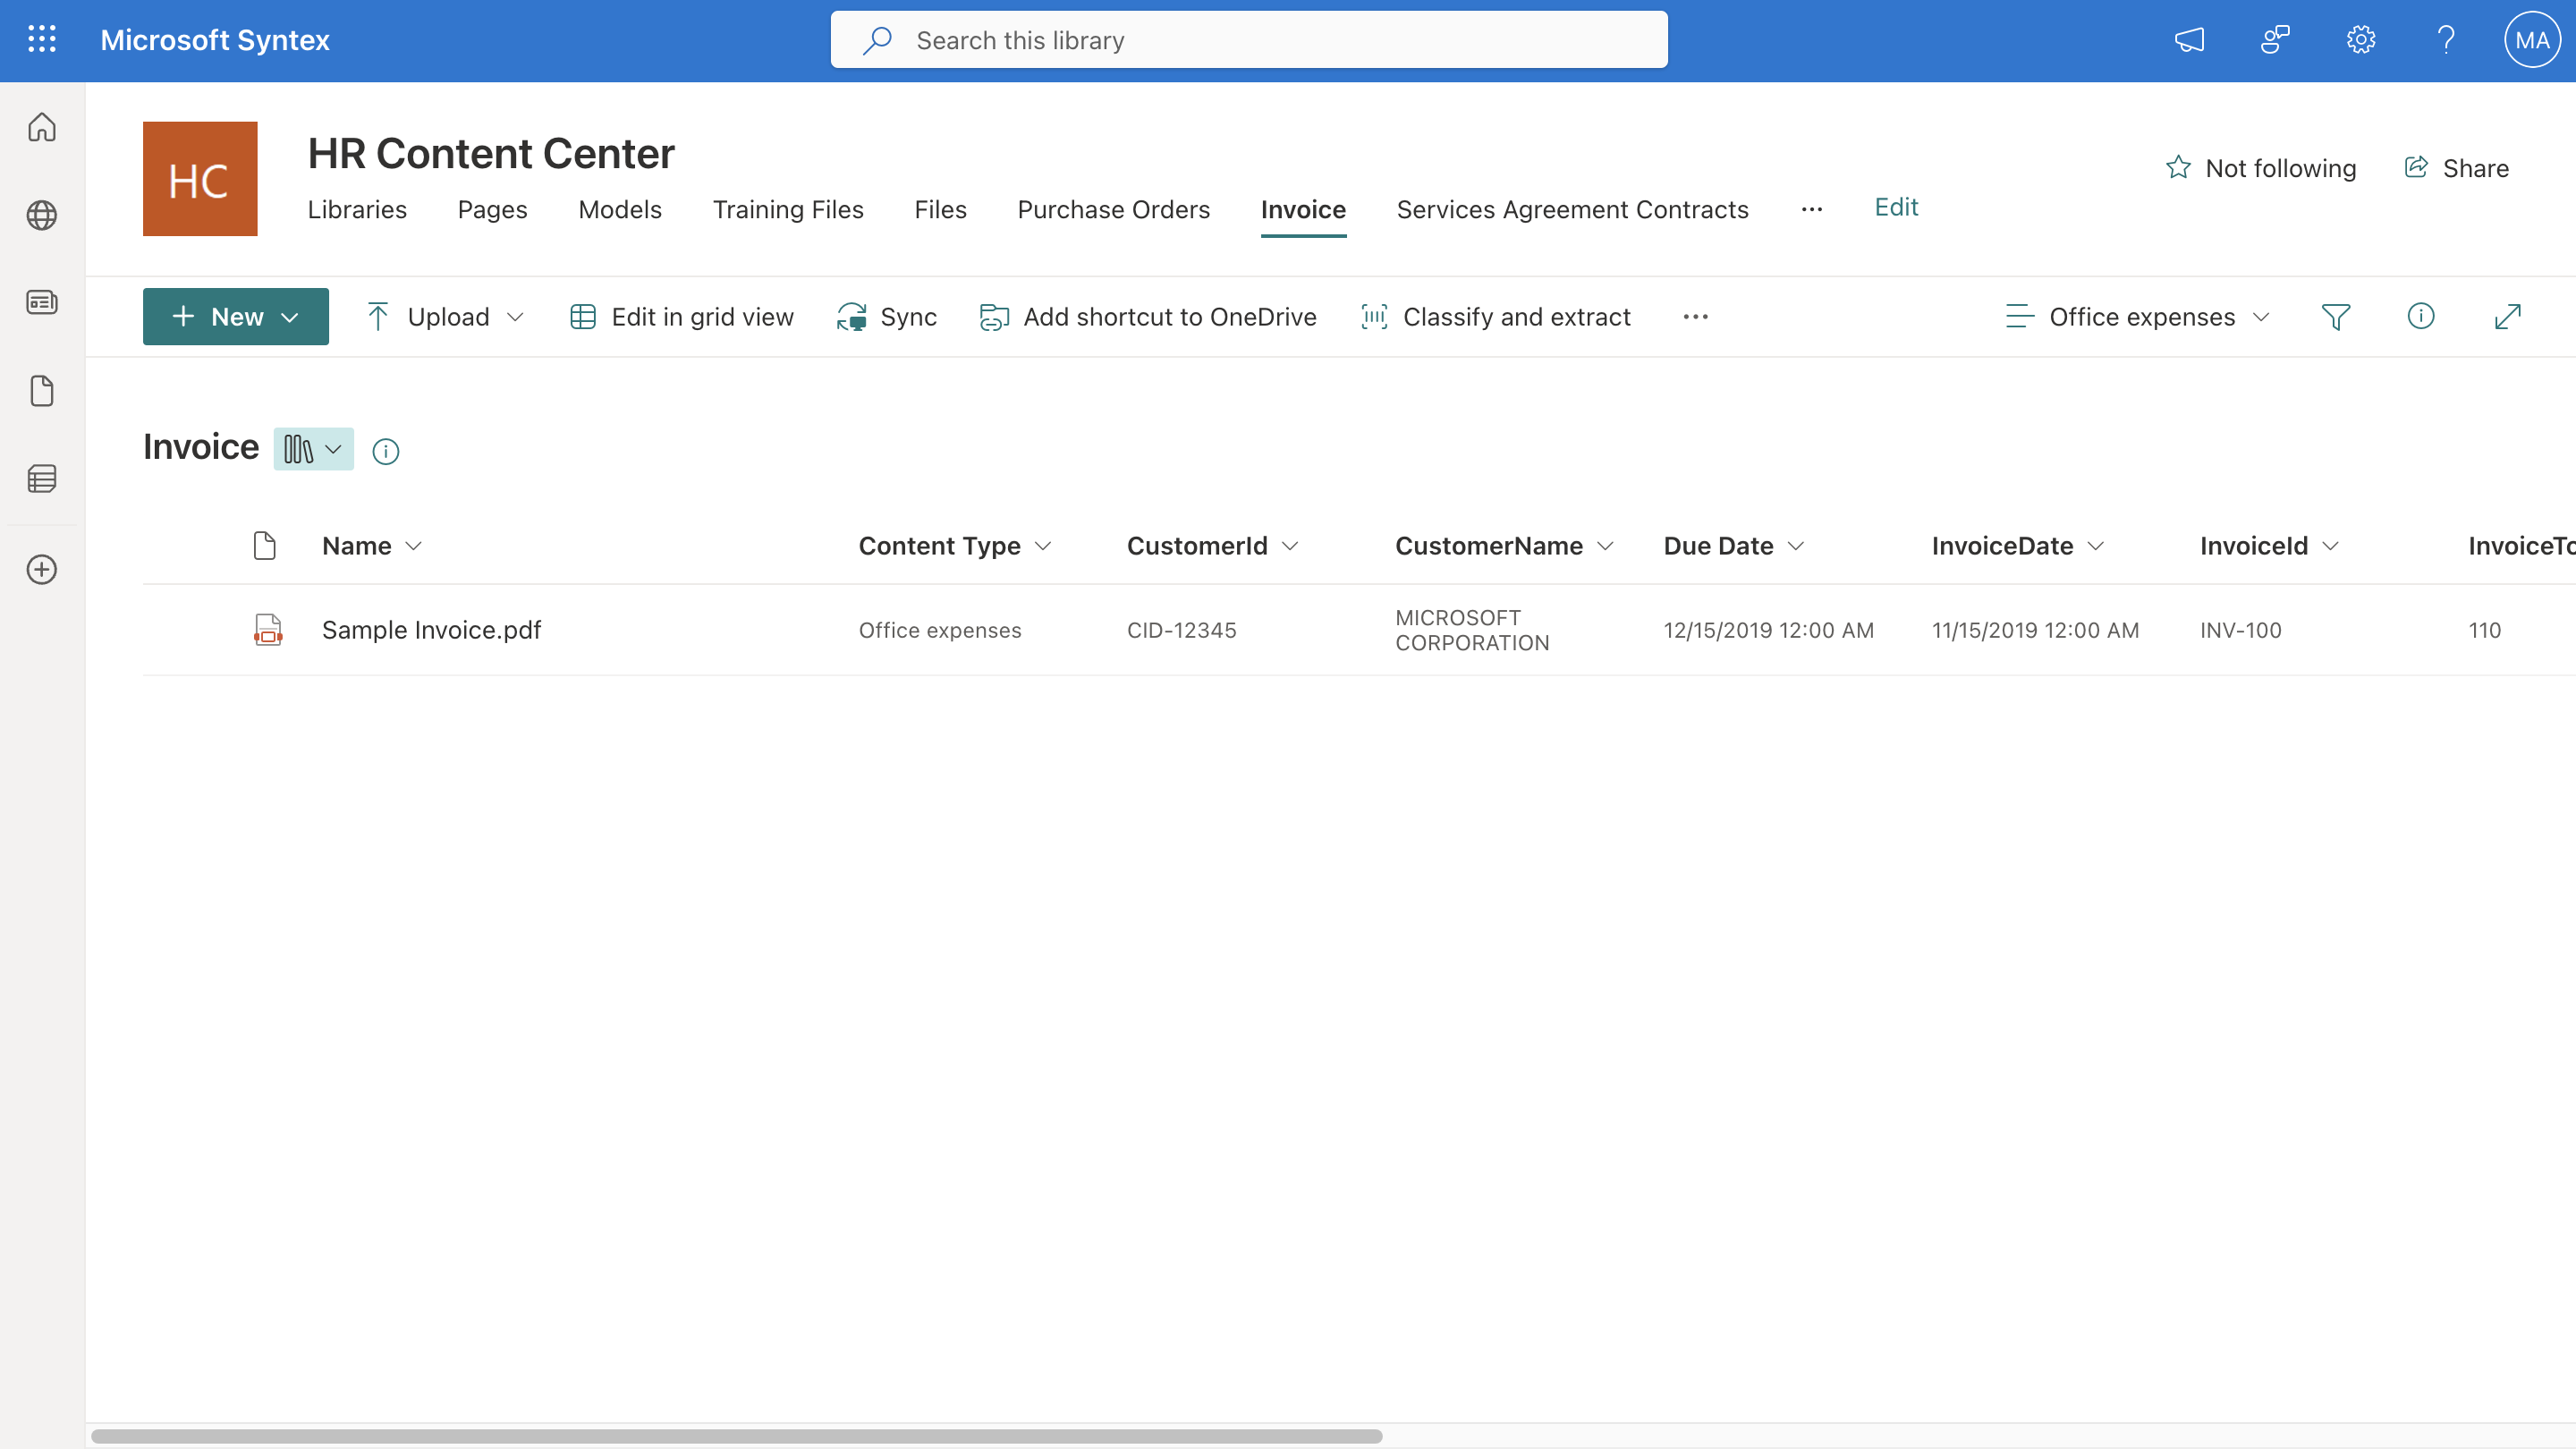 Microsoft Syntex
Search this library
MA
HC
HR Content Center
Not following
Share
Libraries Pages Models Training Files Files Purchase Orders Invoice Services Agreement Contracts ... Edit
New Upload Edit in grid view Sync Add shortcut to OneDrive Classify and extract ... Office expenses
Invoice
Name Content Type CustomerId CustomerName Due Date InvoiceDate InvoiceId
Sample Invoice.pdf Office expenses CID-12345 MICROSOFT CORPORATION 12/15/2019 12:00 AM 11/15/2019 12:00 AM INV-100 110